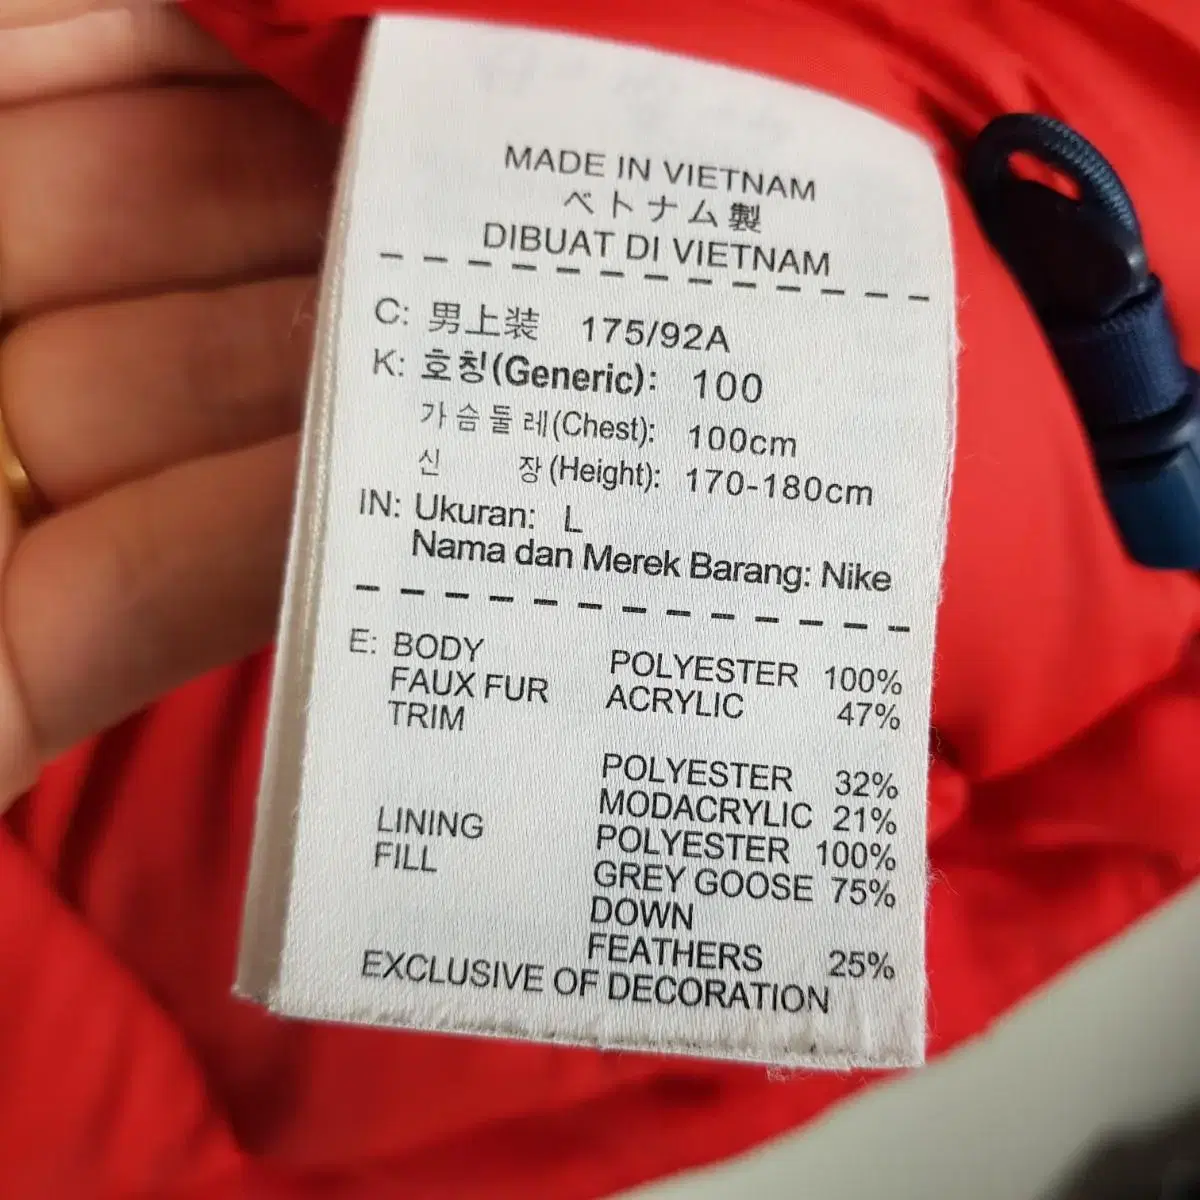 MADE IN VIETNAM
ベトナム製
DIBUAT DI VIETNAM
C: 男上装 175/92A
K: 호칭(Generic): 100
가슴둘레(Chest): 100cm
신 장(Height): 170-180cm
IN: Ukuran: L
Nama dan Merek Barang: Nike
E: BODY POLYESTER 100%
FAUX FUR ACRYLIC 47%
TRIM
POLYESTER 32%
MODACRYLIC 21%
LINING POLYESTER 100%
FILL GREY GOOSE 75%
DOWN
FEATHERS 25%
EXCLUSIVE OF DECORATION